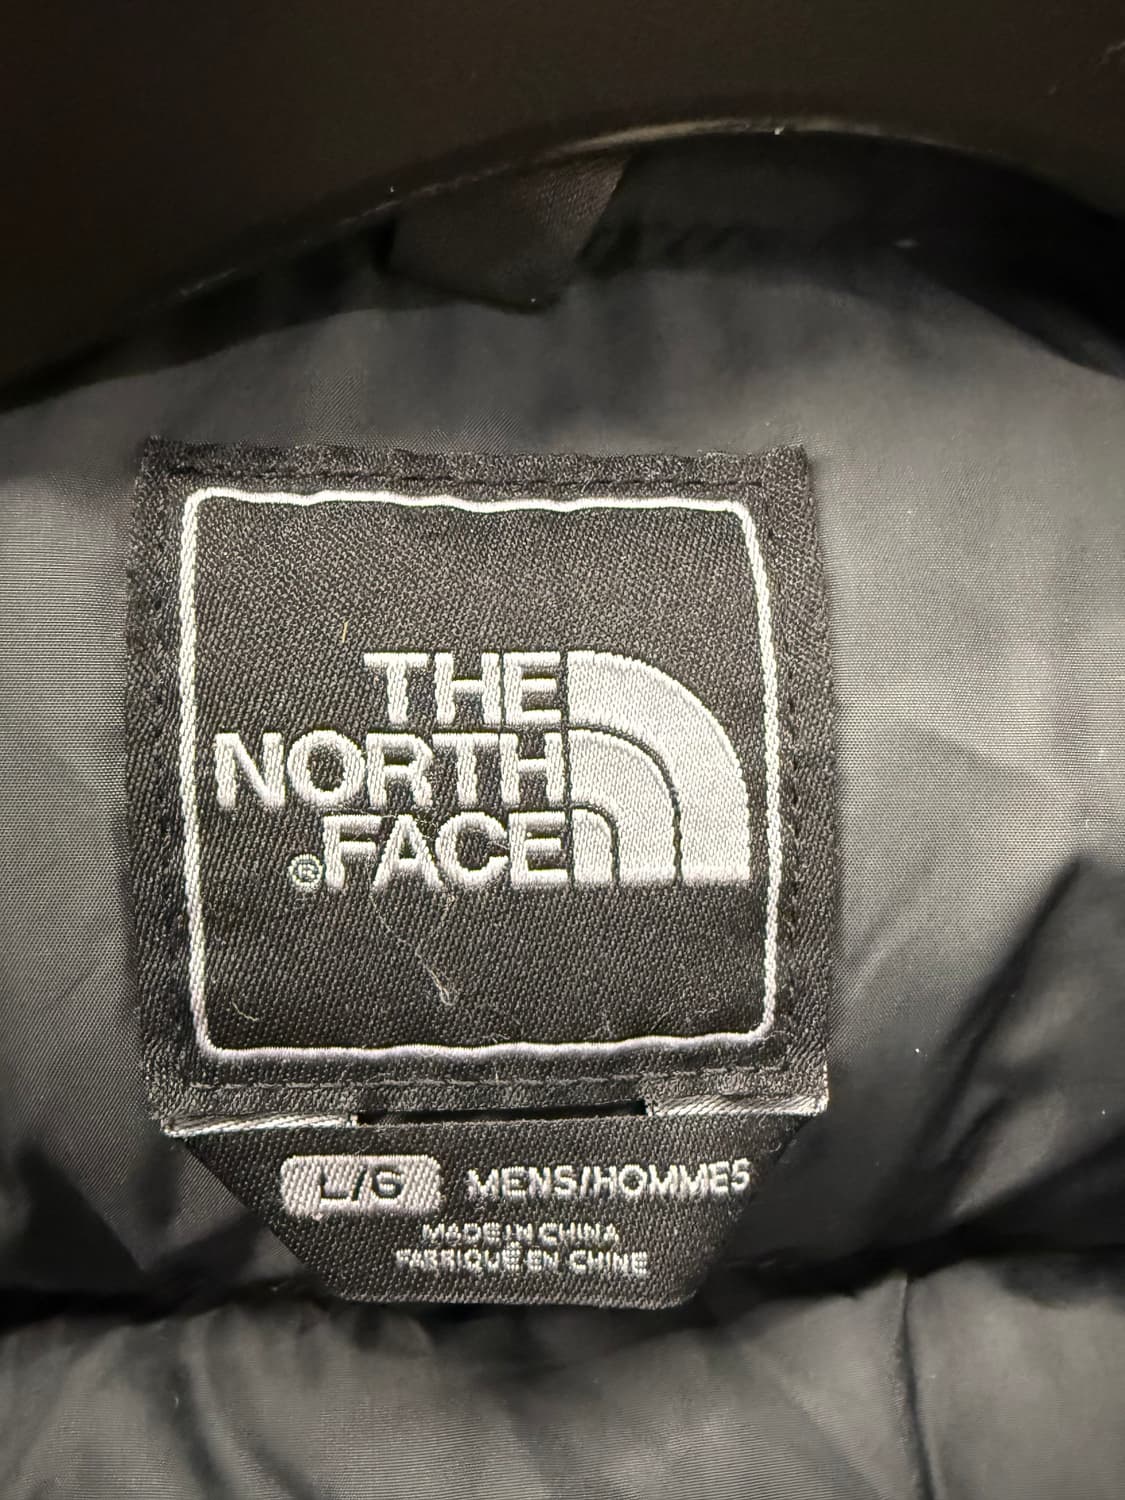 THE
NORTH
®FACE
L/G MENS/HOMMES
MADE IN CHINA
FABRIQUÉ EN CHINE